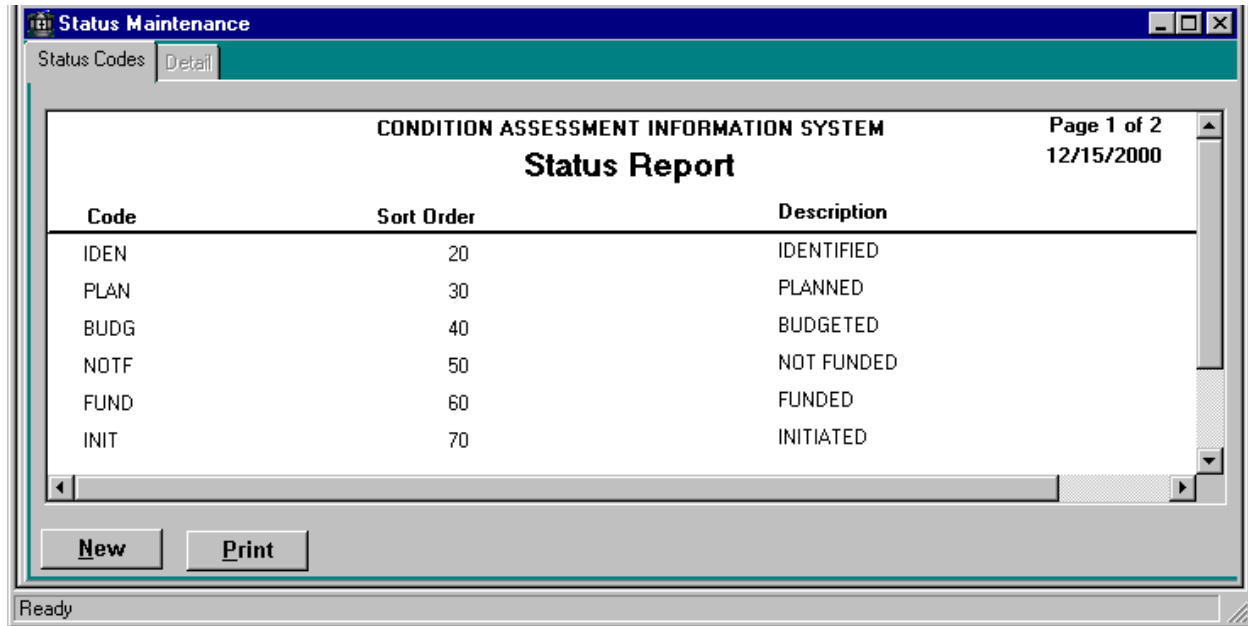 Status Maintenance
Status Codes Detail
CONDITION ASSESSMENT INFORMATION SYSTEM Page 1 of 2
Status Report 12/15/2000
Code Sort Order Description
IDEN 20 IDENTIFIED
PLAN 30 PLANNED
BUDG 40 BUDGETED
NOTF 50 NOT FUNDED
FUND 60 FUNDED
INIT 70 INITIATED
New Print
Ready